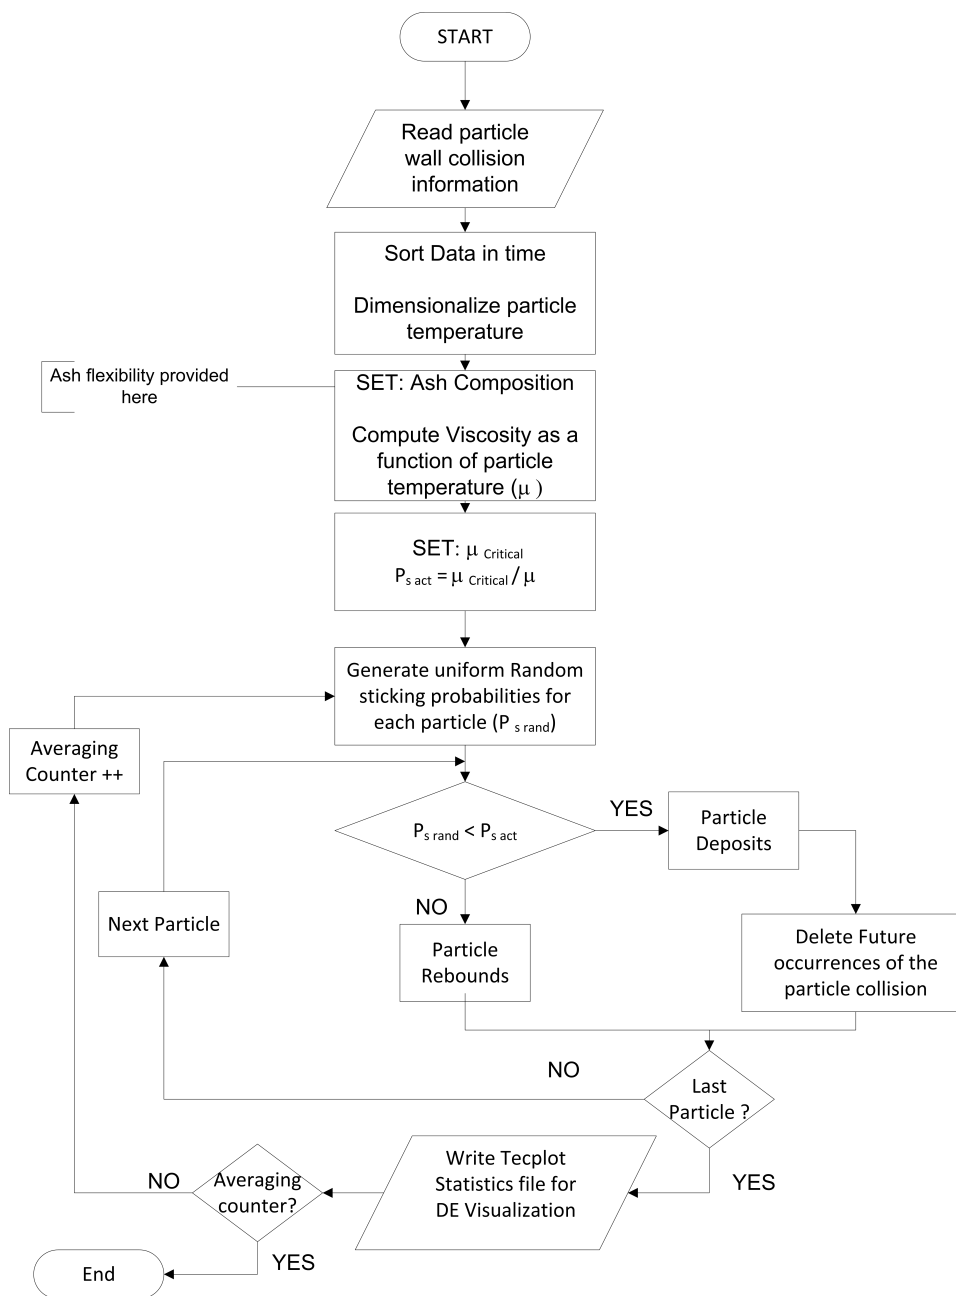 START
Read particle
wall collision
information
Sort Data in time
Dimensionalize particle
temperature
Ash flexibility provided
here
SET: Ash Composition
Compute Viscosity as a
function of particle
temperature (μ )
SET: μ Critical
Ps act = μ Critical / μ
Generate uniform Random
sticking probabilities for
each particle (P s rand)
Averaging
Counter ++
Ps rand < Ps act
YES
Particle
Deposits
NO
Next Particle
Particle
Rebounds
Delete Future
occurrences of the
particle collision
NO
Last
Particle ?
YES
Write Tecplot
Statistics file for
DE Visualization
NO
Averaging
counter?
YES
End